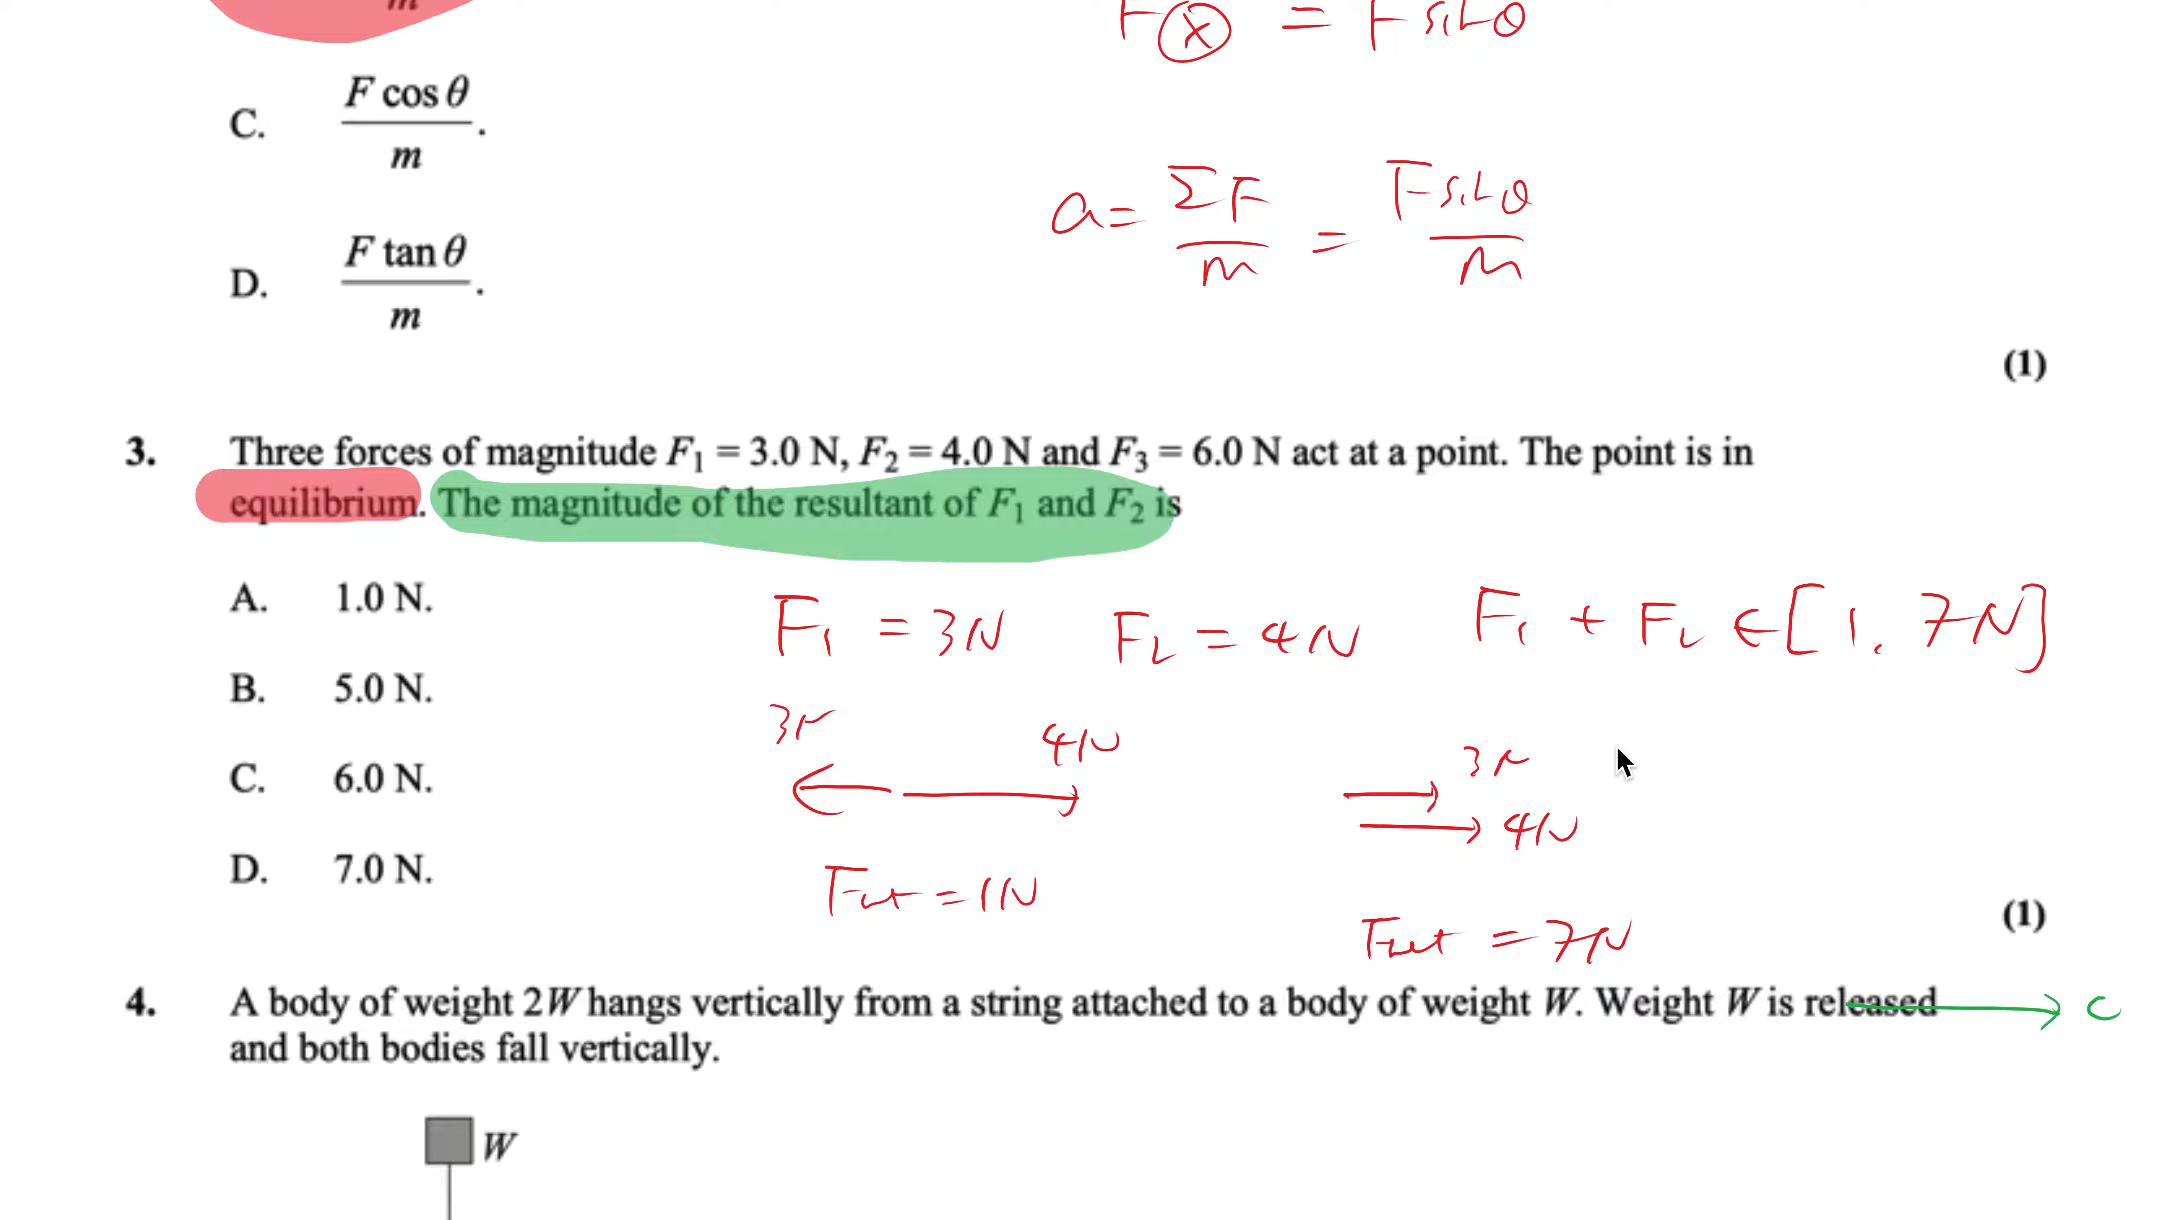 F x = F sin θ
C. F cos θ / m .
a = ΣF / m = F sin θ / m
D. F tan θ / m .
(1)
3. Three forces of magnitude F₁ = 3.0 N, F₂ = 4.0 N and F₃ = 6.0 N act at a point. The point is in
equilibrium. The magnitude of the resultant of F₁ and F₂ is
A. 1.0 N.
F₁ = 3N F₂ = 4N F₁ + F₂ ∈ [1, 7N]
B. 5.0 N.
3N 4N
3N
C. 6.0 N.
4N
D. 7.0 N.
Fnet = 1N
(1)
Fnet = 7N
4. A body of weight 2W hangs vertically from a string attached to a body of weight W. Weight W is released
C
and both bodies fall vertically.
W